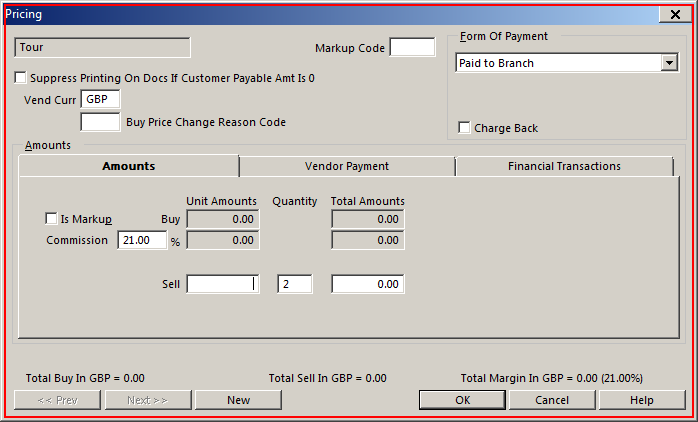 Pricing
Tour
Markup Code
Form Of Payment
Paid to Branch
Suppress Printing On Docs If Customer Payable Amt Is 0
Vend Curr GBP
Buy Price Change Reason Code
Charge Back
Amounts
Amounts Vendor Payment Financial Transactions
Unit Amounts Quantity Total Amounts
Is Markup Buy 0.00 0.00
Commission 21.00 % 0.00 0.00
Sell 2 0.00
Total Buy In GBP = 0.00 Total Sell In GBP = 0.00 Total Margin In GBP = 0.00 (21.00%)
<< Prev Next >> New OK Cancel Help